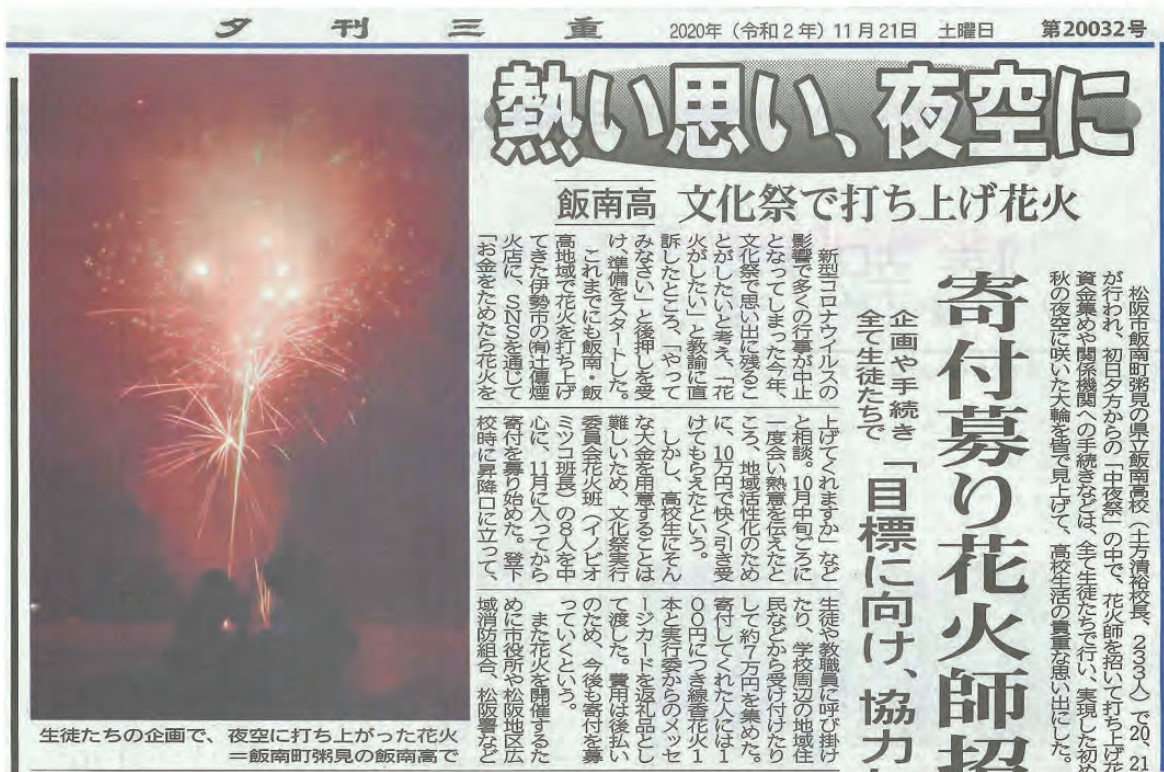 夕刊三重 2020年（令和2年）11月21日 土曜日 第20032号
熱い思い、夜空に
飯南高 文化祭で打ち上げ花火
松阪市飯南町粥見の県立飯南高校（土方清裕校長、２３３人）で20、21
が行われ、初日夕方からの「中夜祭」の中で、花火師を招いて打ち上げ花
資金集めや関係機関への手続きなどは、全て生徒たちで行い、実現した初め
秋の夜空に咲いた大輪を皆で見上げて、高校生活の貴重な思い出にした。
寄付募り花火師招
企画や手続き
全て生徒たちで
「目標に向け、協力
新型コロナウイルスの
影響で多くの行事が中止
となってしまった今年、
文化祭で思い出に残るこ
とがしたいと考え、「花
火がしたい」と教諭に直
訴したところ、「やって
みなさい」と後押しを受
け、準備をスタートした。
これまでにも飯南・飯
高地域で花火を打ち上げ
てきた伊勢市の㈲辻億煙
火店に、ＳＮＳを通じて
「お金をためたら花火を
上げてくれますか」など
と相談。10月中旬ごろに
一度会い熱意を伝えたと
ころ、地域活性化のため
に、10万円で快く引き受
けてもらえたという。
しかし、高校生にそん
な大金を用意することは
難しいため、文化祭実行
委員会花火班（イノビオ
ミツコ班長）の８人を中
心に、11月に入ってから
寄付を募り始めた。登下
校時に昇降口に立って、
生徒や教職員に呼び掛け
たり、学校周辺の地域住
民などから受け付けたり
して約７万円を集めた。
寄付してくれた人には１
００円につき線香花火１
本と実行委からのメッセ
ージカードを返礼品とし
て渡した。費用は後払い
のため、今後も寄付を募
っていくという。
また花火を開催するた
めに市役所や松阪地区広
域消防組合、松阪署など
生徒たちの企画で、夜空に打ち上がった花火
＝飯南町粥見の飯南高で